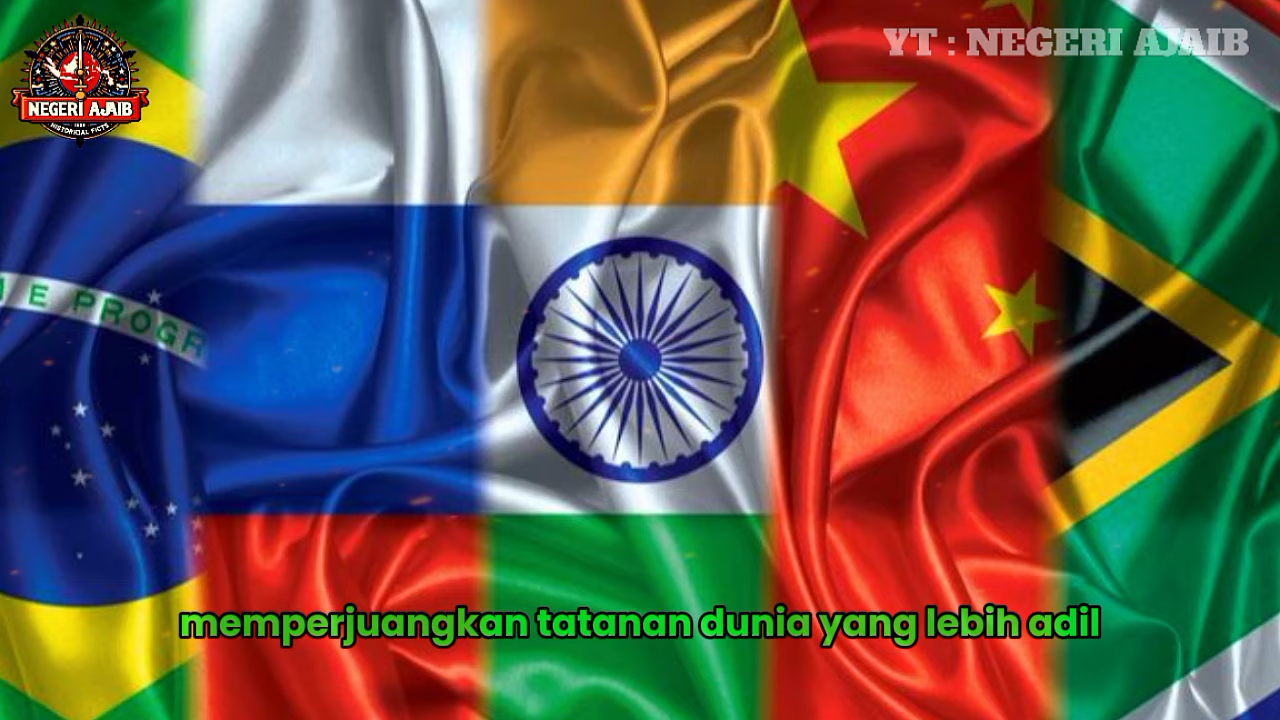 YT : NEGERI AJAIB
NEGERI AJAIB
E PROGR
memperjuangkan tatanan dunia yang lebih adil